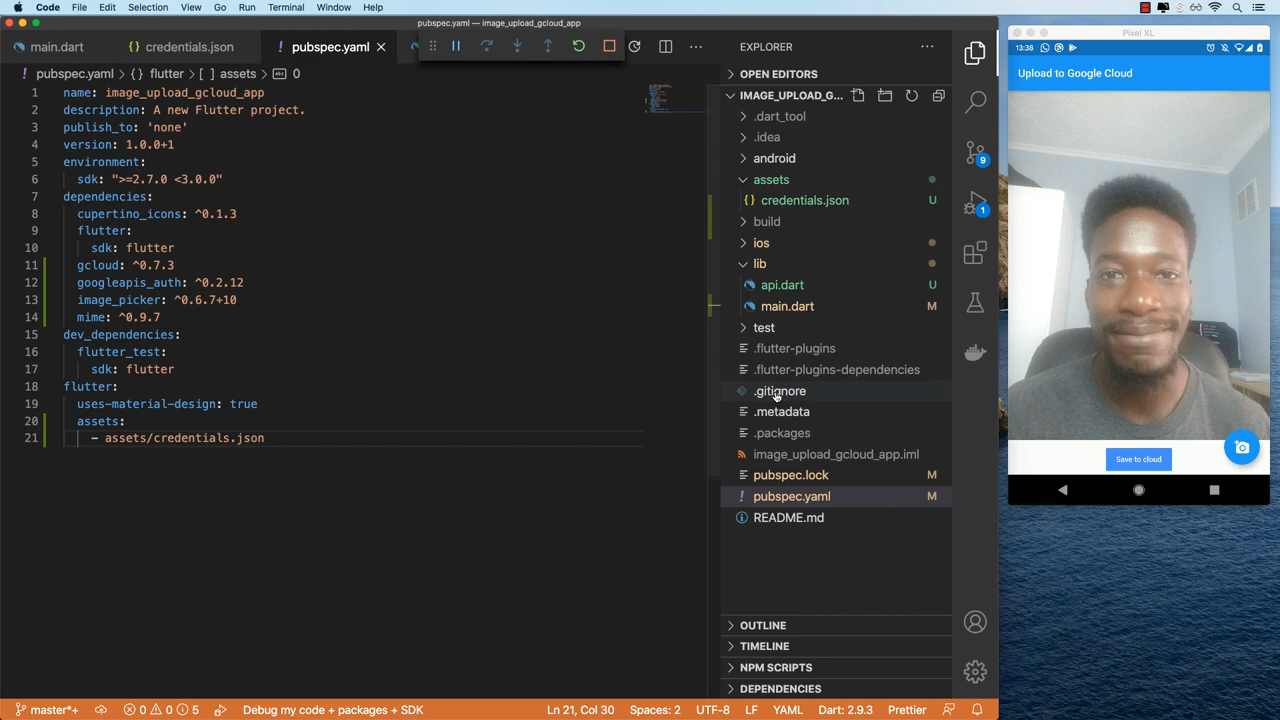 Code File Edit Selection View Go Run Terminal Window Help
pubspec.yaml — image_upload_gcloud_app
main.dart
credentials.json
pubspec.yaml
pubspec.yaml > {} flutter > [ ] assets > 0
1 name: image_upload_gcloud_app
2 description: A new Flutter project.
3 publish_to: 'none'
4 version: 1.0.0+1
5 environment:
6 sdk: ">=2.7.0 <3.0.0"
7 dependencies:
8 cupertino_icons: ^0.1.3
9 flutter:
10 sdk: flutter
11 gcloud: ^0.7.3
12 googleapis_auth: ^0.2.12
13 image_picker: ^0.6.7+10
14 mime: ^0.9.7
15 dev_dependencies:
16 flutter_test:
17 sdk: flutter
18 flutter:
19 uses-material-design: true
20 assets:
21 - assets/credentials.json
EXPLORER
OPEN EDITORS
IMAGE_UPLOAD_G...
.dart_tool
.idea
android
assets
{} credentials.json U
build
ios
lib
api.dart U
main.dart M
test
.flutter-plugins
.flutter-plugins-dependencies
.gitignore
.metadata
.packages
image_upload_gcloud_app.iml
pubspec.lock M
! pubspec.yaml M
README.md
OUTLINE
TIMELINE
NPM SCRIPTS
DEPENDENCIES
9
1
Pixel XL
13:38
Upload to Google Cloud
Save to cloud
master*+ 0 0 5 Debug my code + packages + SDK Ln 21, Col 30 Spaces: 2 UTF-8 LF YAML Dart: 2.9.3 Prettier